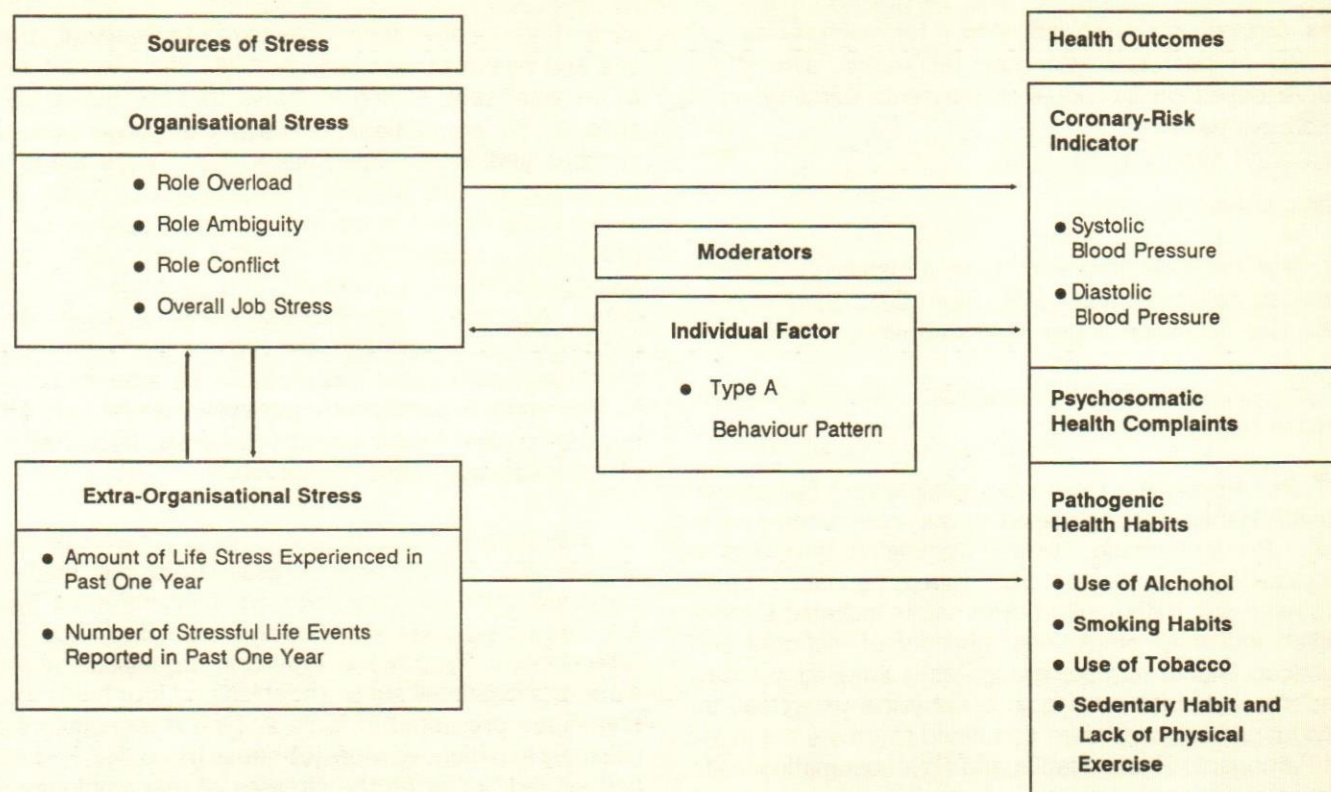 Sources of Stress
Organisational Stress
● Role Overload
● Role Ambiguity
● Role Conflict
● Overall Job Stress
Extra-Organisational Stress
● Amount of Life Stress Experienced in
Past One Year
● Number of Stressful Life Events
Reported in Past One Year
Moderators
Individual Factor
● Type A
Behaviour Pattern
Health Outcomes
Coronary-Risk
Indicator
● Systolic
Blood Pressure
● Diastolic
Blood Pressure
Psychosomatic
Health Complaints
Pathogenic
Health Habits
● Use of Alchohol
● Smoking Habits
● Use of Tobacco
● Sedentary Habit and
Lack of Physical
Exercise